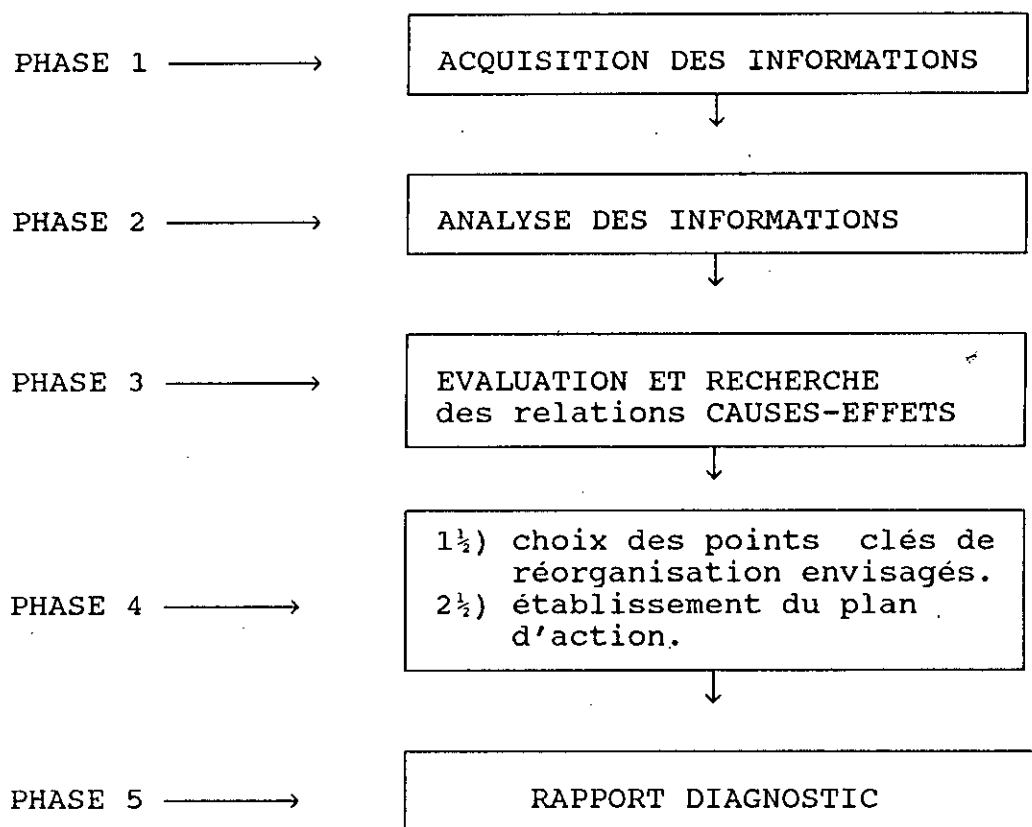 PHASE 1 ⟶ ACQUISITION DES INFORMATIONS
PHASE 2 ⟶ ANALYSE DES INFORMATIONS
PHASE 3 ⟶ EVALUATION ET RECHERCHE
des relations CAUSES-EFFETS
1½) choix des points clés de
réorganisation envisagés.
PHASE 4 ⟶ 2½) établissement du plan
d'action.
PHASE 5 ⟶ RAPPORT DIAGNOSTIC